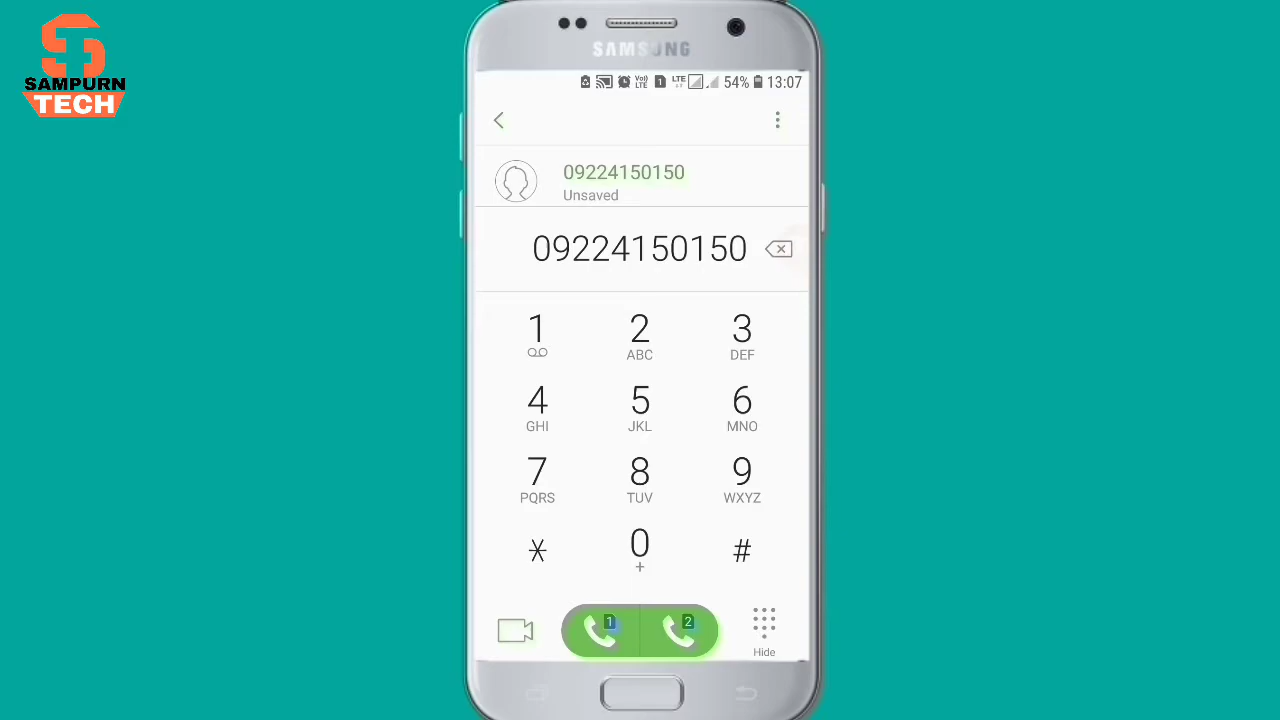 SAMPURN
TECH
SAMSUNG
LTE 54% 13:07
09224150150
Unsaved
09224150150
1 2 3
ABC DEF
4 5 6
GHI JKL MNO
7 8 9
PQRS TUV WXYZ
* 0 #
+
1 2
Hide